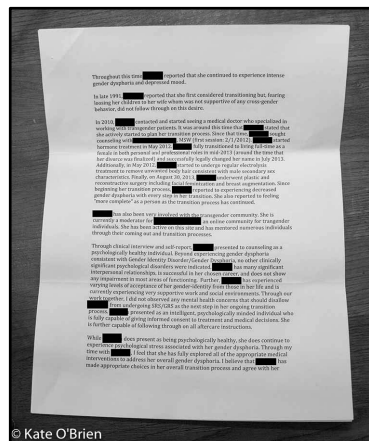 Throughout this time reported that she continued to experience intense
gender dysphoria and depressed mood.
In late 1991, reported that she first considered transitioning but, fearing
losing her children to her wife whom was not supportive of any cross-gender
behavior, did not follow through on this desire.
In 2010, contacted and started seeing a medical doctor who specialized in
working with transgender patients. It was around this time that stated that
she actively started to plan her transition process. Since that time, sought
counseling with MSW (first session: 2/1/2012). started
hormone treatment in May 2012. fully transitioned to living full-time as a
female in both personal and professional roles in mid-2013 (around the time that
her divorce was finalized) and successfully legally changed her name in July 2013.
Additionally, in May 2012, started to undergo regular electrolysis
treatment to remove unwanted body hair consistent with male secondary sex
characteristics. Finally, on August 30, 2013, underwent plastic and
reconstructive surgery including facial feminization and breast augmentation. Since
beginning her transition process, reported to experiencing decreased
gender dysphoria with every step in her transition. She also reported to feeling
"more complete" as a person as the transition process has continued.
has also been very involved with the transgender community. She is
currently a moderator for an online community for transgender
individuals. She has been active on this site and has mentored numerous individuals
through their coming out and transition processes.
Through clinical interview and self-report, presented to counseling as a
psychologically healthy individual. Beyond experiencing gender dysphoria
consistent with Gender Identity Disorder/Gender Dysphoria, no other clinically
significant psychological disorders were indicated. has many significant
interpersonal relationships, is successful in her chosen career, and does not show
any impairment in most areas of functioning. Further, has experienced
varying levels of acceptance of her gender-identity from those in her life and is
currently experiencing very supportive work and social environments. Through our
work together, I did not observe any mental health concerns that should disallow
from undergoing SRS/GRS as the next step in her ongoing transition
process. presented as an intelligent, psychologically minded individual who
is fully capable of giving informed consent to treatment and medical decisions. She
is further capable of following through on all aftercare instructions.
While does present as being psychologically healthy, she does continue to
experience psychological stress associated with her gender dysphoria. Through my
time with I feel that she has fully explored all of the appropriate medical
interventions to address her overall gender dysphoria. I believe that has
made appropriate choices in her overall transition process and agree with her
© Kate O'Brien